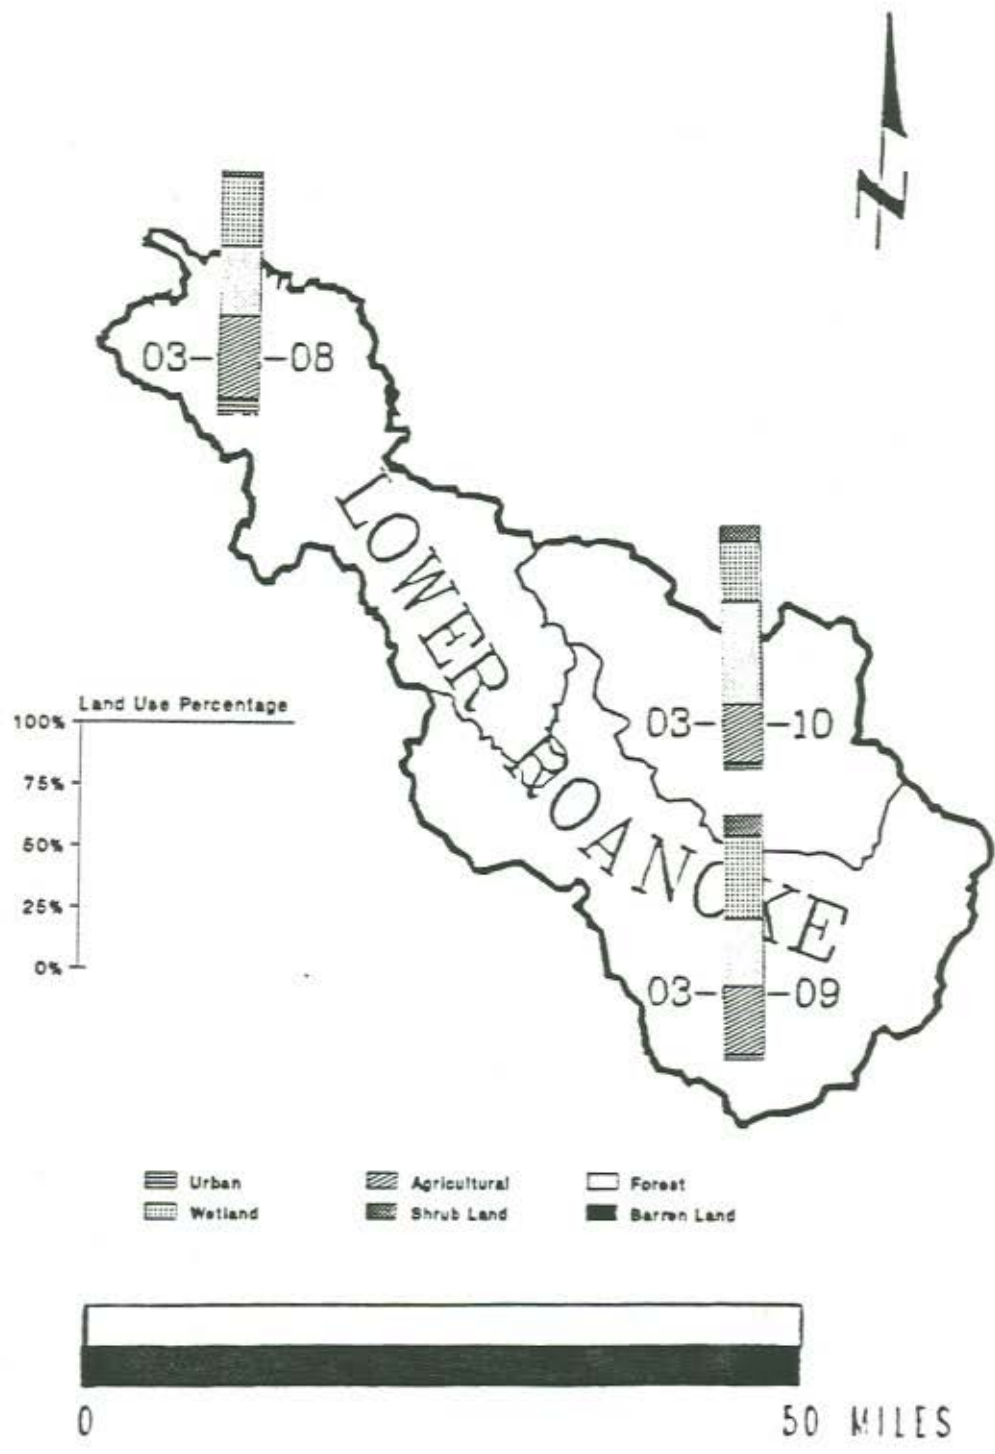 N
03-08
LOWER
ROANOKE
Land Use Percentage
100%
75%
50%
25%
0%
03-10
03-09
Urban Agricultural Forest
Wetland Shrub Land Barren Land
0 50 MILES